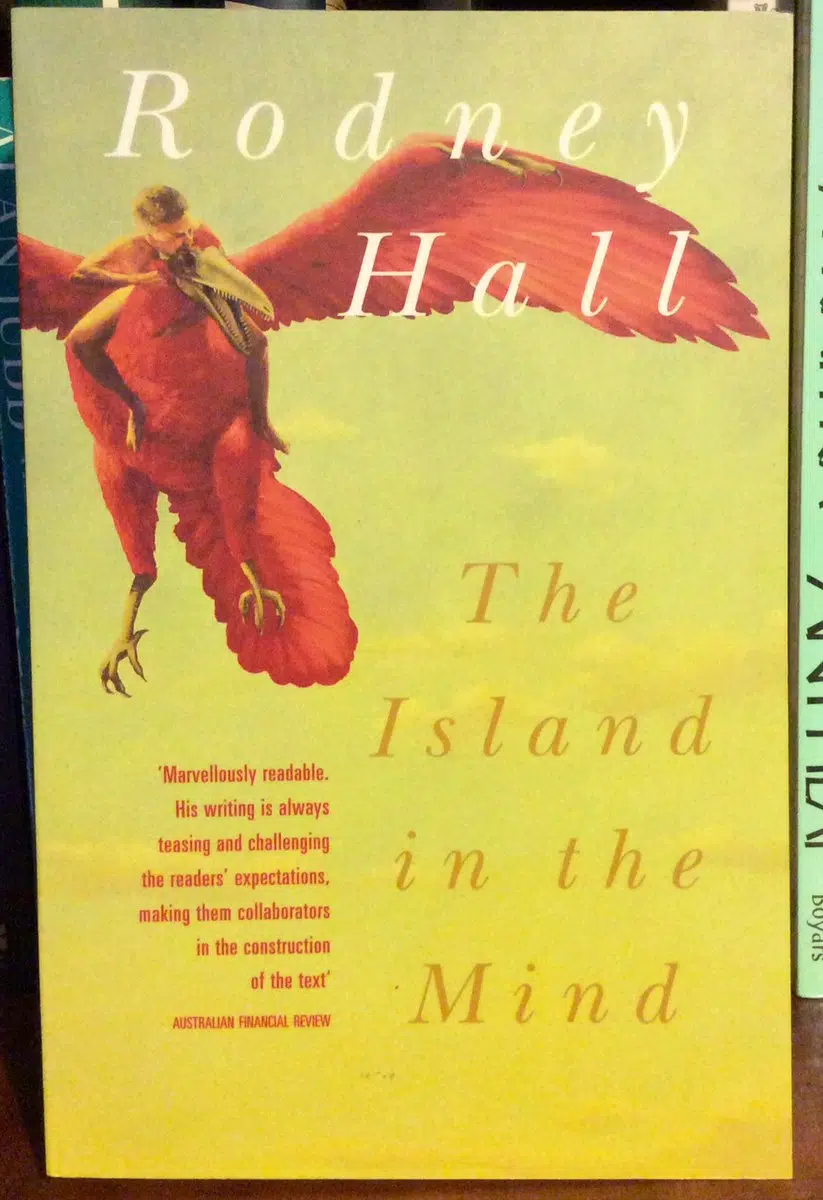 Rodney
Hall
The
Island
in the
Mind
'Marvellously readable.
His writing is always
teasing and challenging
the readers' expectations,
making them collaborators
in the construction
of the text'
AUSTRALIAN FINANCIAL REVIEW
Boyars